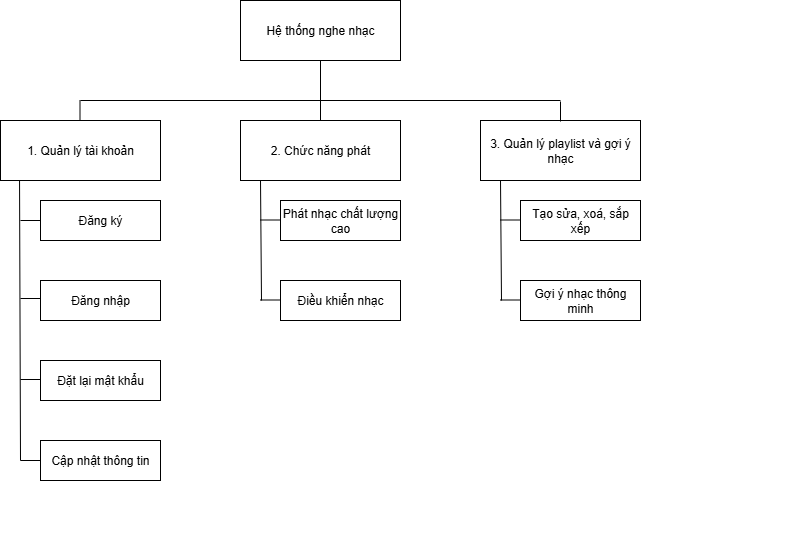 Hệ thống nghe nhạc
1. Quản lý tài khoản
2. Chức năng phát
3. Quản lý playlist và gợi ý
nhạc
Đăng ký
Đăng nhập
Đặt lại mật khẩu
Cập nhật thông tin
Phát nhạc chất lượng
cao
Điều khiển nhạc
Tạo sửa, xoá, sắp
xếp
Gợi ý nhạc thông
minh